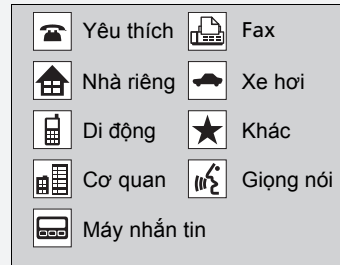 Yêu thích Fax
Nhà riêng Xe hơi
Di động Khác
Cơ quan Giọng nói
Máy nhắn tin